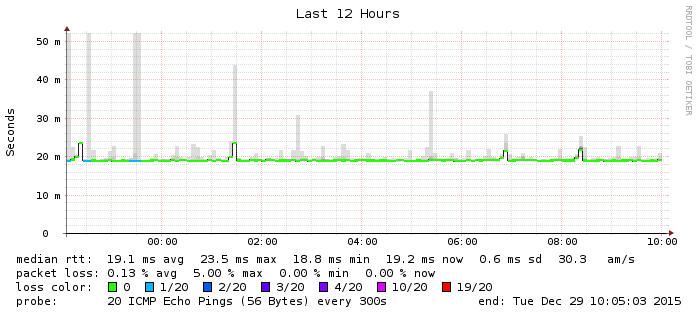 Last 12 Hours
RRDTOOL / TOBI OETIKER
Seconds
50 m
40 m
30 m
20 m
10 m
0
00:00 02:00 04:00 06:00 08:00 10:00
median rtt: 19.1 ms avg 23.5 ms max 18.8 ms min 19.2 ms now 0.6 ms sd 30.3 am/s
packet loss: 0.13 % avg 5.00 % max 0.00 % min 0.00 % now
loss color: 0 1/20 2/20 3/20 4/20 10/20 19/20
probe: 20 ICMP Echo Pings (56 Bytes) every 300s end: Tue Dec 29 10:05:03 2015